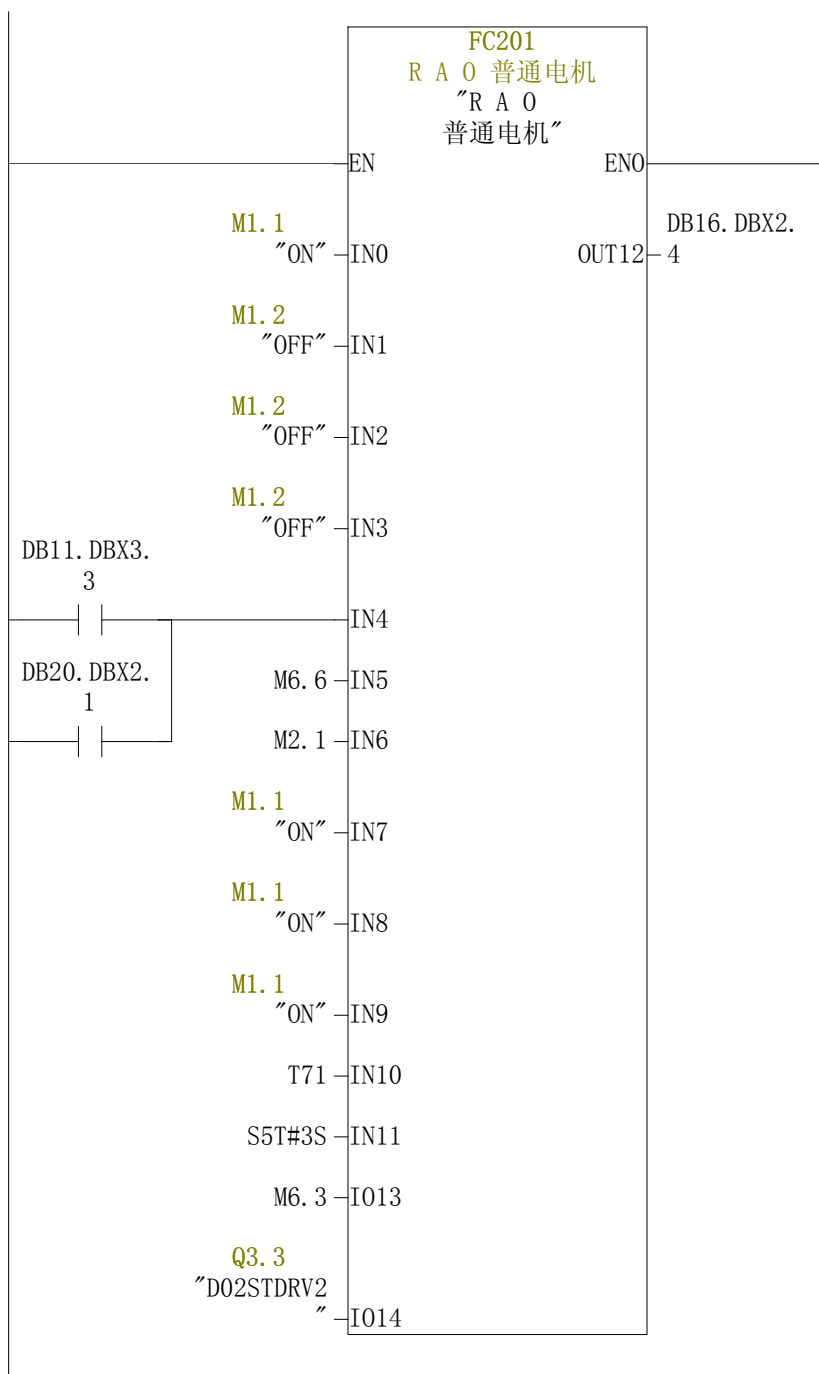 FC201
R A O 普通电机
"R A O
普通电机"
EN
ENO
M1.1
"ON"
IN0
DB16.DBX2.
OUT12
4
M1.2
"OFF"
IN1
M1.2
"OFF"
IN2
M1.2
"OFF"
IN3
DB11.DBX3.
3
IN4
DB20.DBX2.
1
M6.6
IN5
M2.1
IN6
M1.1
"ON"
IN7
M1.1
"ON"
IN8
M1.1
"ON"
IN9
T71
IN10
S5T#3S
IN11
M6.3
IO13
Q3.3
"DO2STDRV2
"
IO14